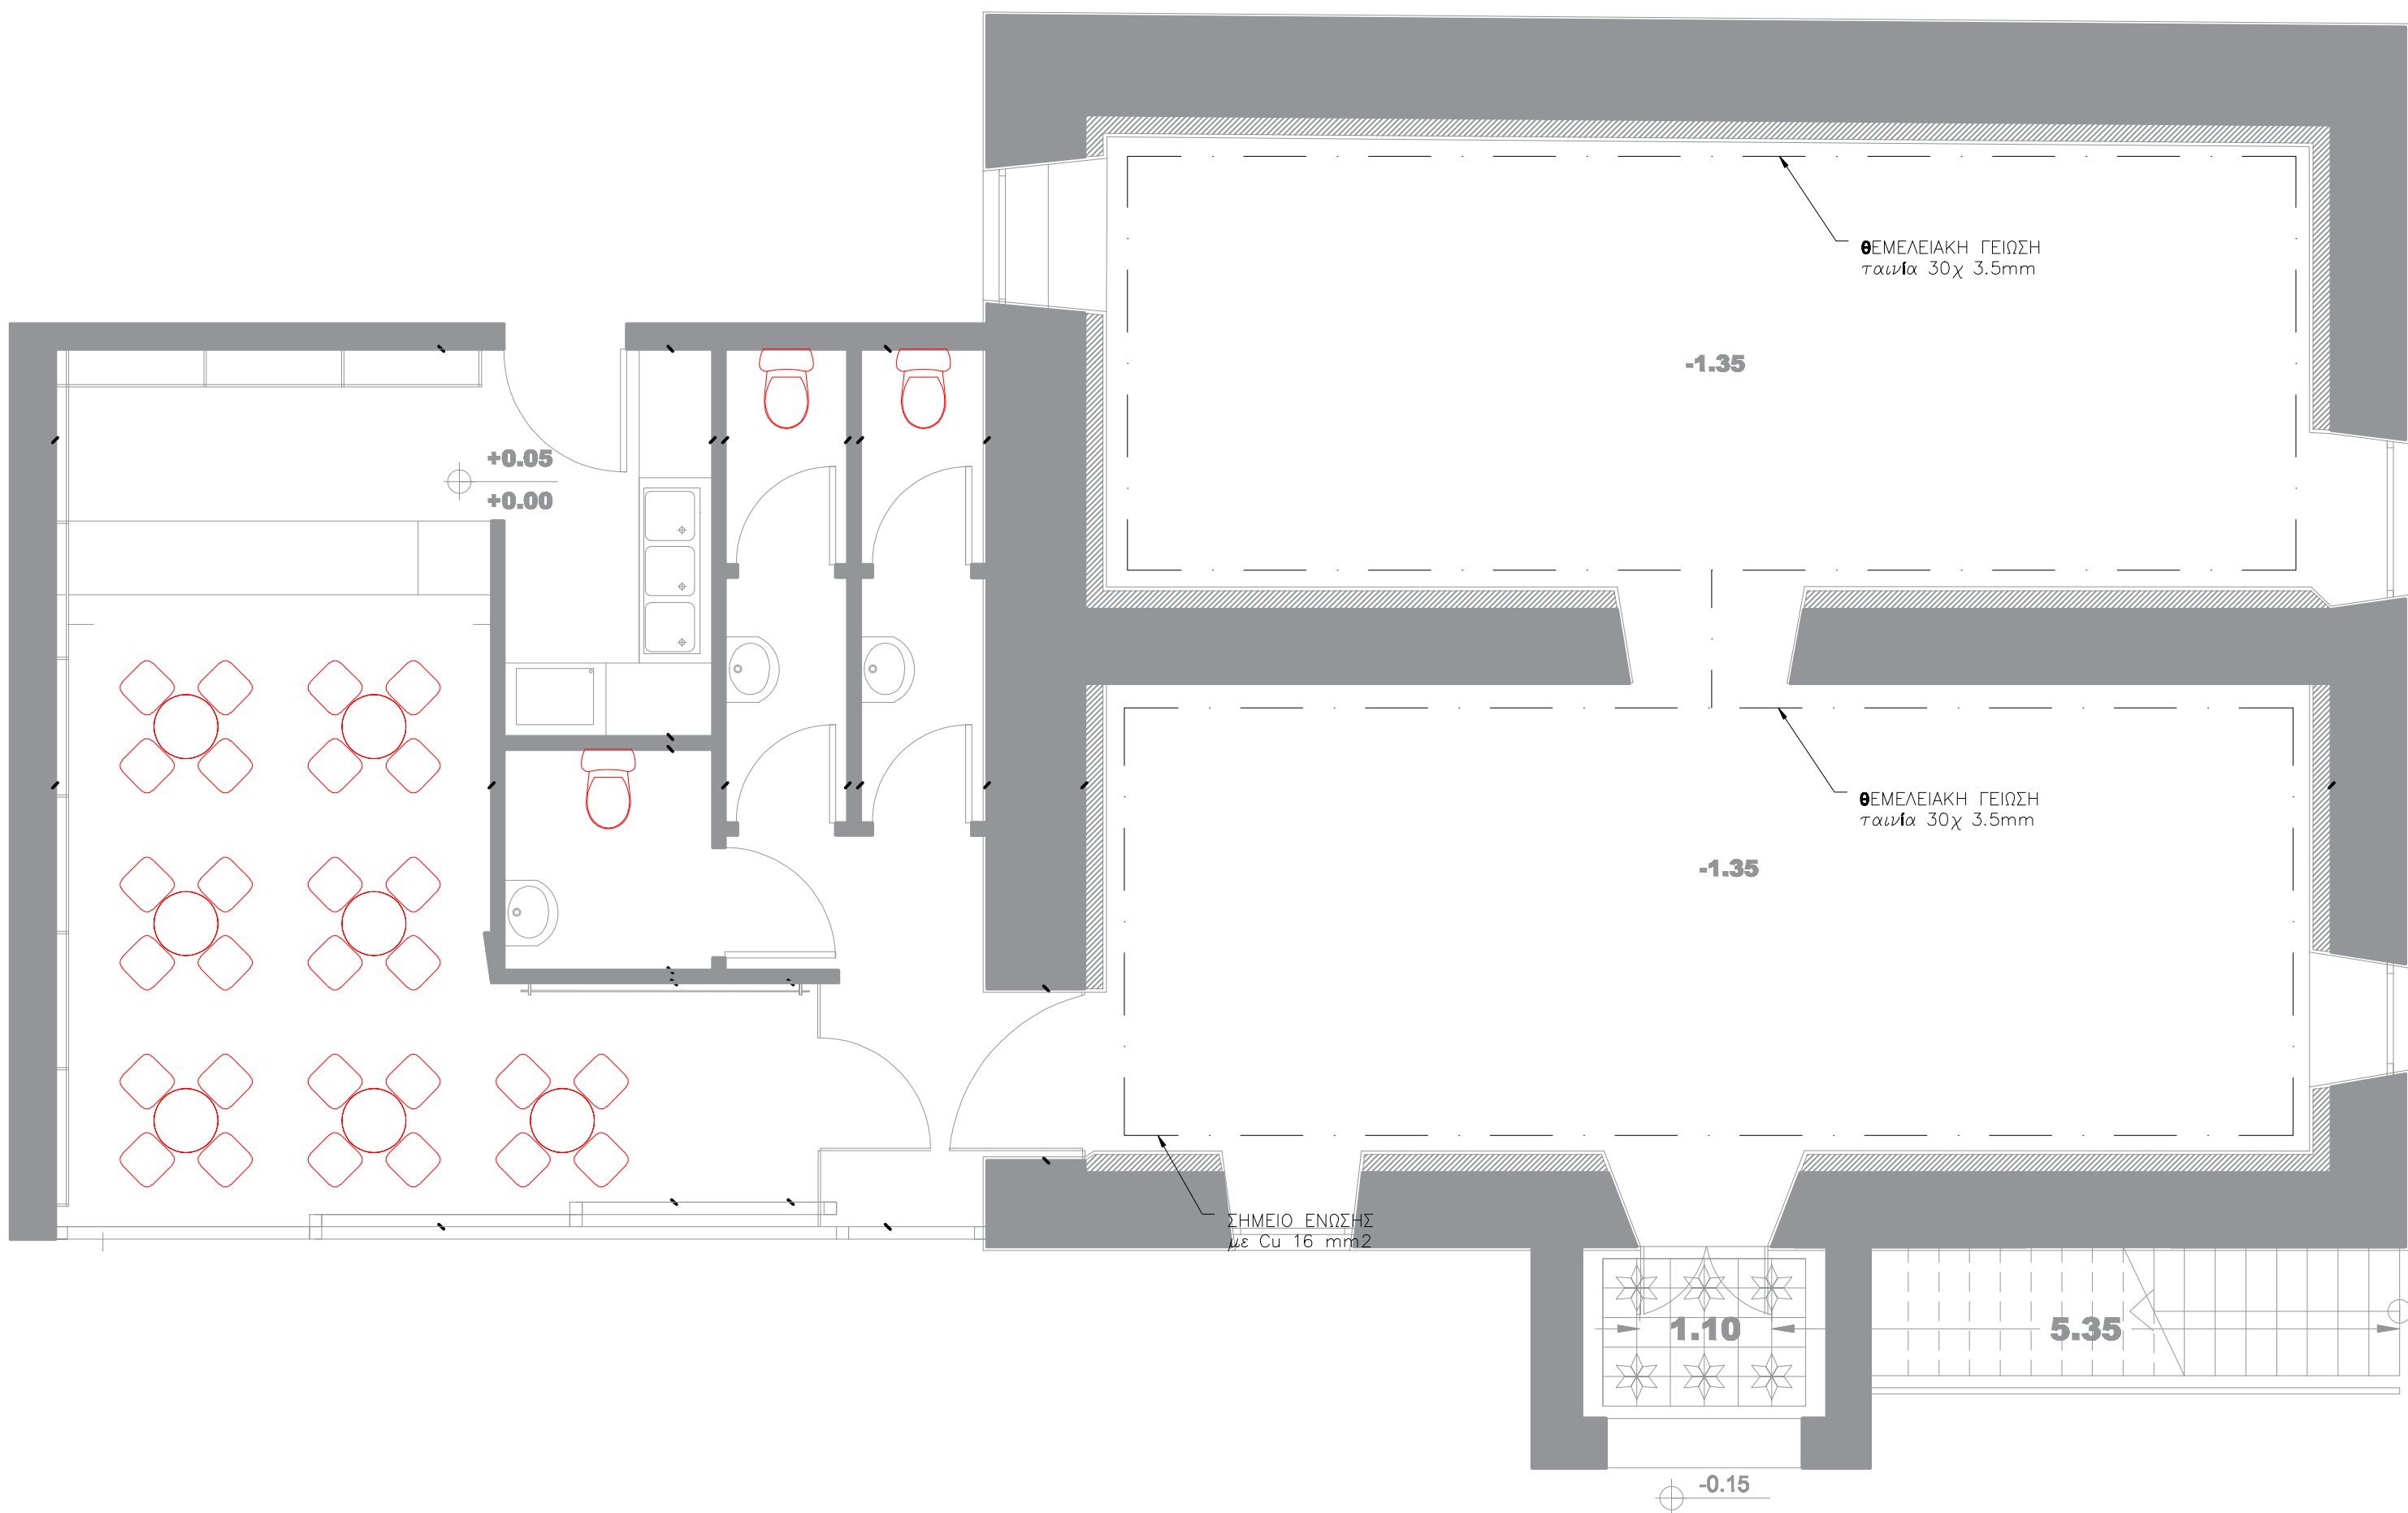 θΕΜΕΛΕΙΑΚΗ ΓΕΙΩΣΗ
ταινία 30χ 3.5mm
-1.35
+0.05
+0.00
θΕΜΕΛΕΙΑΚΗ ΓΕΙΩΣΗ
ταινία 30χ 3.5mm
-1.35
ΣΗΜΕΙΟ ΕΝΩΣΗΣ
με Cu 16 mm2
1.10
5.35
-0.15